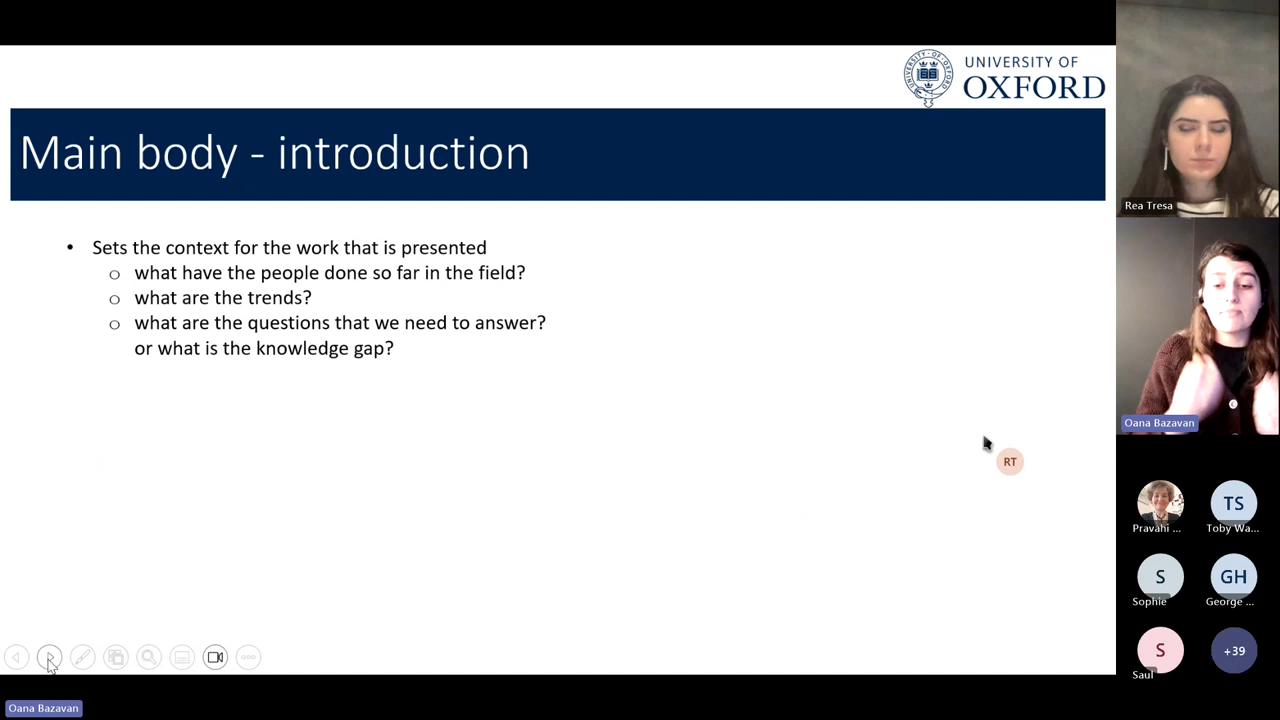 UNIVERSITY OF
OXFORD
Main body - introduction
• Sets the context for the work that is presented
o what have the people done so far in the field?
o what are the trends?
o what are the questions that we need to answer?
or what is the knowledge gap?
RT
Rea Tresa
Oana Bazavan
TS
Pravahi ...
Toby Wa...
S
GH
Sophie
George ...
S
+39
Saul
Oana Bazavan